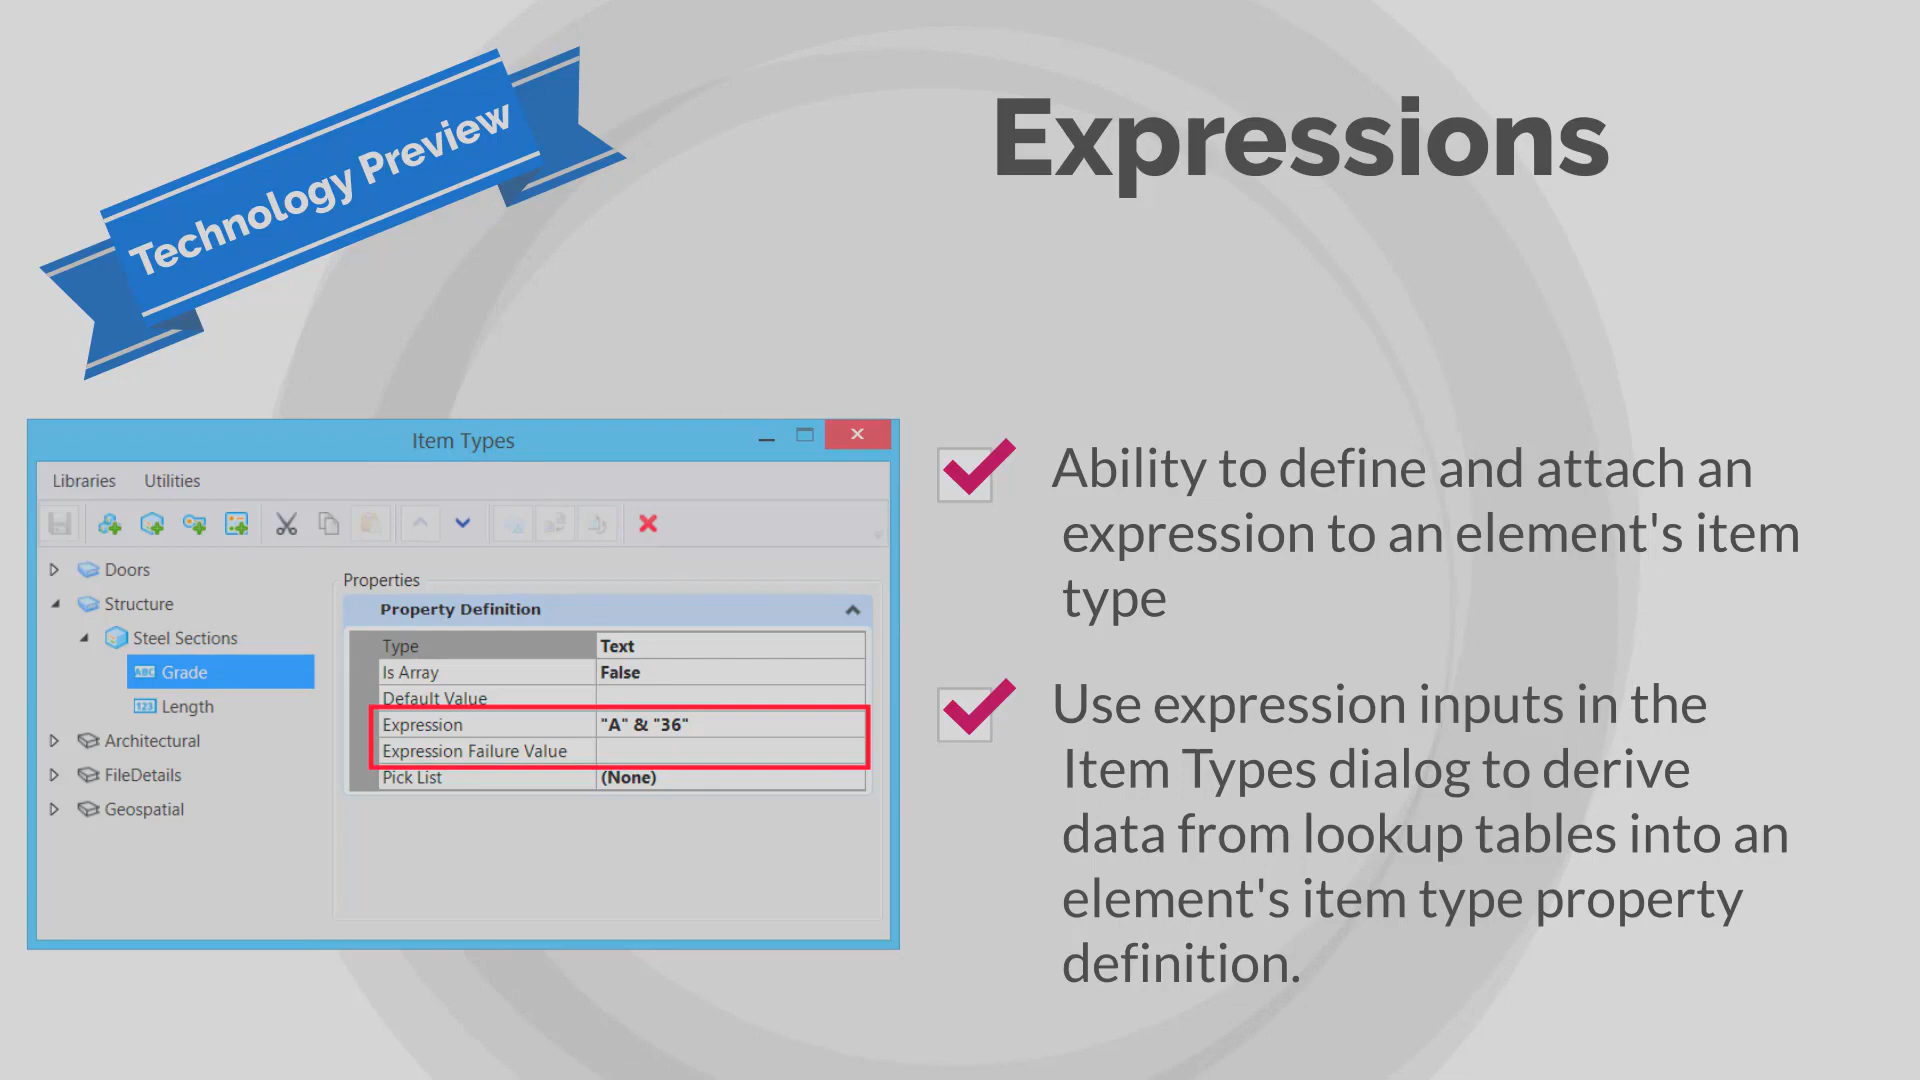 Technology Preview
Expressions
Item Types
Libraries Utilities
Doors
Structure
Steel Sections
ABC Grade
123 Length
Architectural
FileDetails
Geospatial
Properties
Property Definition
Type Text
Is Array False
Default Value
Expression "A" & "36"
Expression Failure Value
Pick List (None)
Ability to define and attach an
expression to an element's item
type
Use expression inputs in the
Item Types dialog to derive
data from lookup tables into an
element's item type property
definition.